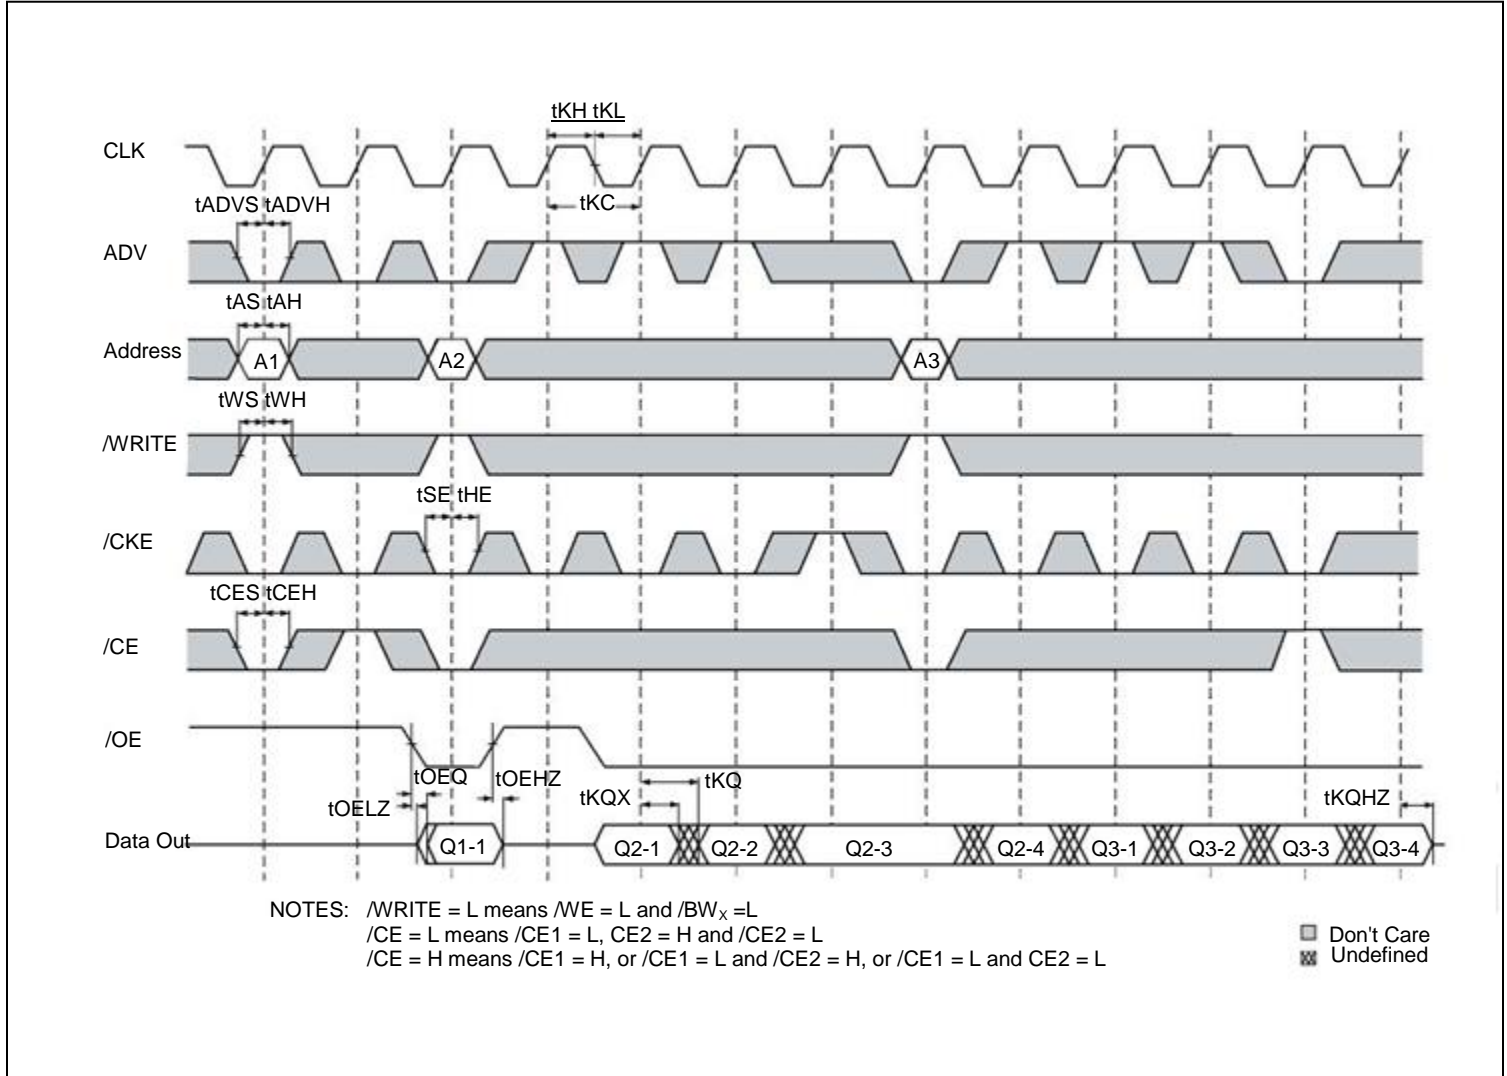 tKH tKL
CLK
tKC
tADVS tADVH
ADV
tAS tAH
Address A1 A2 A3
tWS tWH
/WRITE
tSE tHE
/CKE
tCES tCEH
/CE
/OE
tOEQ tOEHZ tKQ
tOELZ tKQX tKQHZ
Data Out Q1-1 Q2-1 Q2-2 Q2-3 Q2-4 Q3-1 Q3-2 Q3-3 Q3-4
NOTES: /WRITE = L means /WE = L and /BWX =L
/CE = L means /CE1 = L, CE2 = H and /CE2 = L
/CE = H means /CE1 = H, or /CE1 = L and /CE2 = H, or /CE1 = L and CE2 = L
Don't Care
Undefined